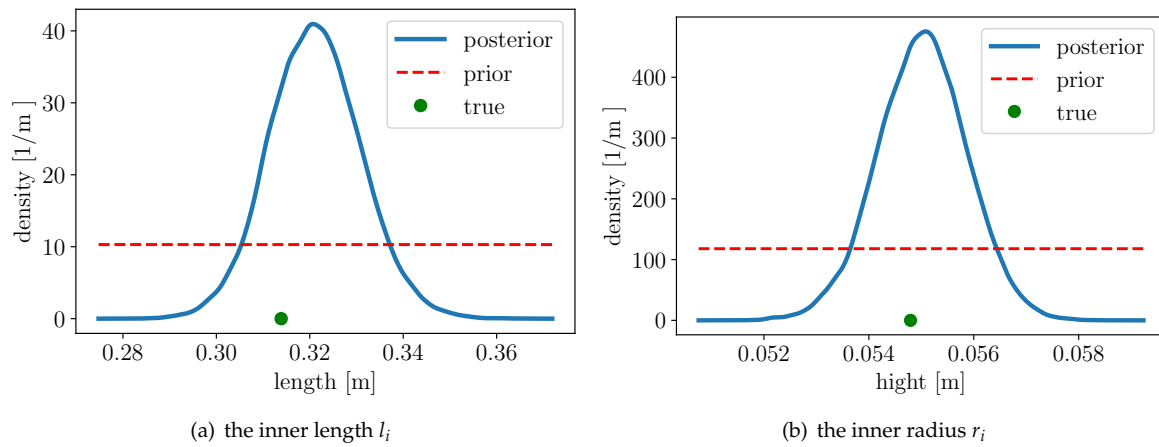 40
30
20
10
0
density [1/m ]
posterior
prior
true
0.28 0.30 0.32 0.34 0.36
length [m]
(a) the inner length l_i
400
300
200
100
0
density [1/m ]
posterior
prior
true
0.052 0.054 0.056 0.058
hight [m]
(b) the inner radius r_i